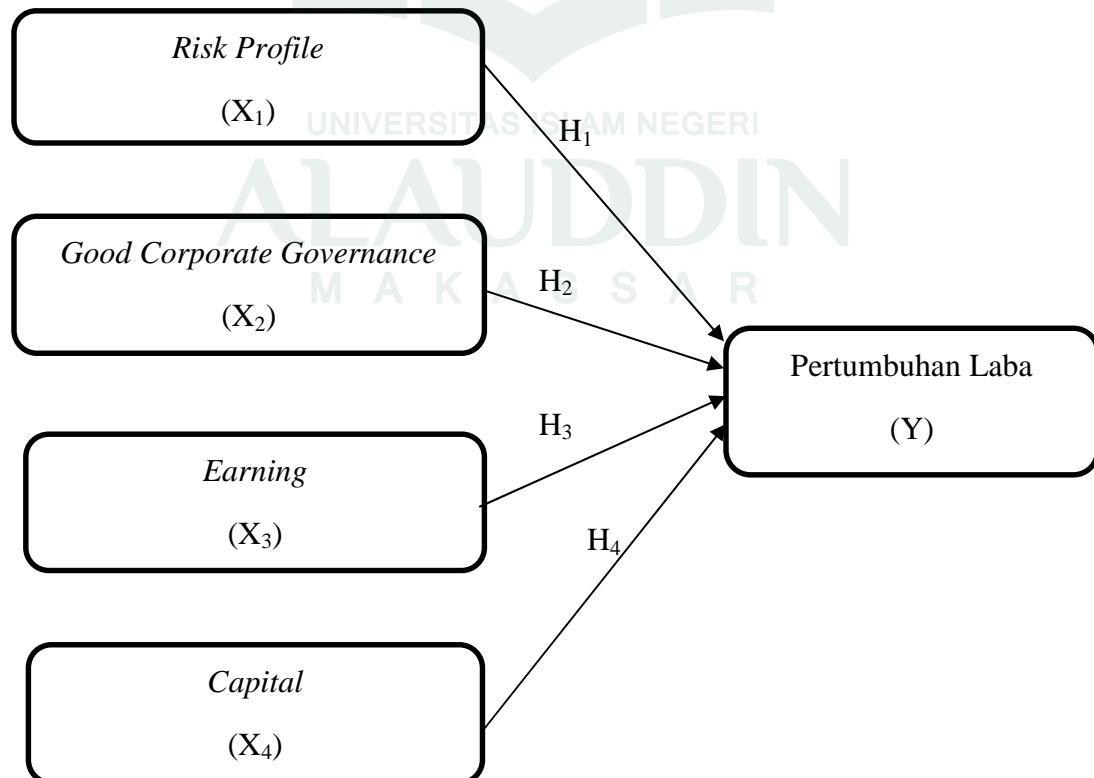 Risk Profile
(X₁)
UNIVERSITAS ISLAM NEGERI
H₁
ALAUDDIN
Good Corporate Governance
(X₂)
MAKASSAR
H₂
Pertumbuhan Laba
(Y)
H₃
Earning
(X₃)
H₄
Capital
(X₄)